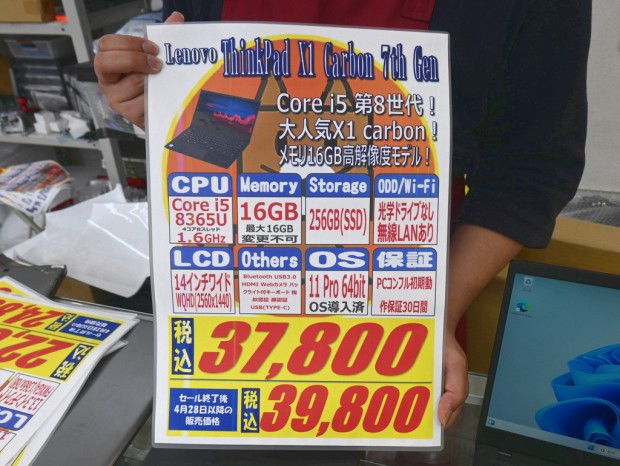 Lenovo ThinkPad X1 Carbon 7th Gen
Core i5 第8世代！
大人気X1 carbon！
メモリ16GB高解像度モデル！
CPU
Core i5
8365U
4コア8スレッド
1.6GHz
Memory
16GB
最大16GB
変更不可
Storage
256GB(SSD)
ODD/Wi-Fi
光学ドライブなし
無線LANあり
LCD
14インチワイド
WQHD(2560x1440)
Others
Bluetooth USB3.0
HDMI Webカメラ バッ
クライト付キーボード 指
紋認証 顔認証
USB(TYPE-C)
OS
11 Pro 64bit
OS導入済
保証
PCコンフル初期動
作保証30日間
税込
37,800
セール終了後
4月28日以降の
販売価格
税込
39,800